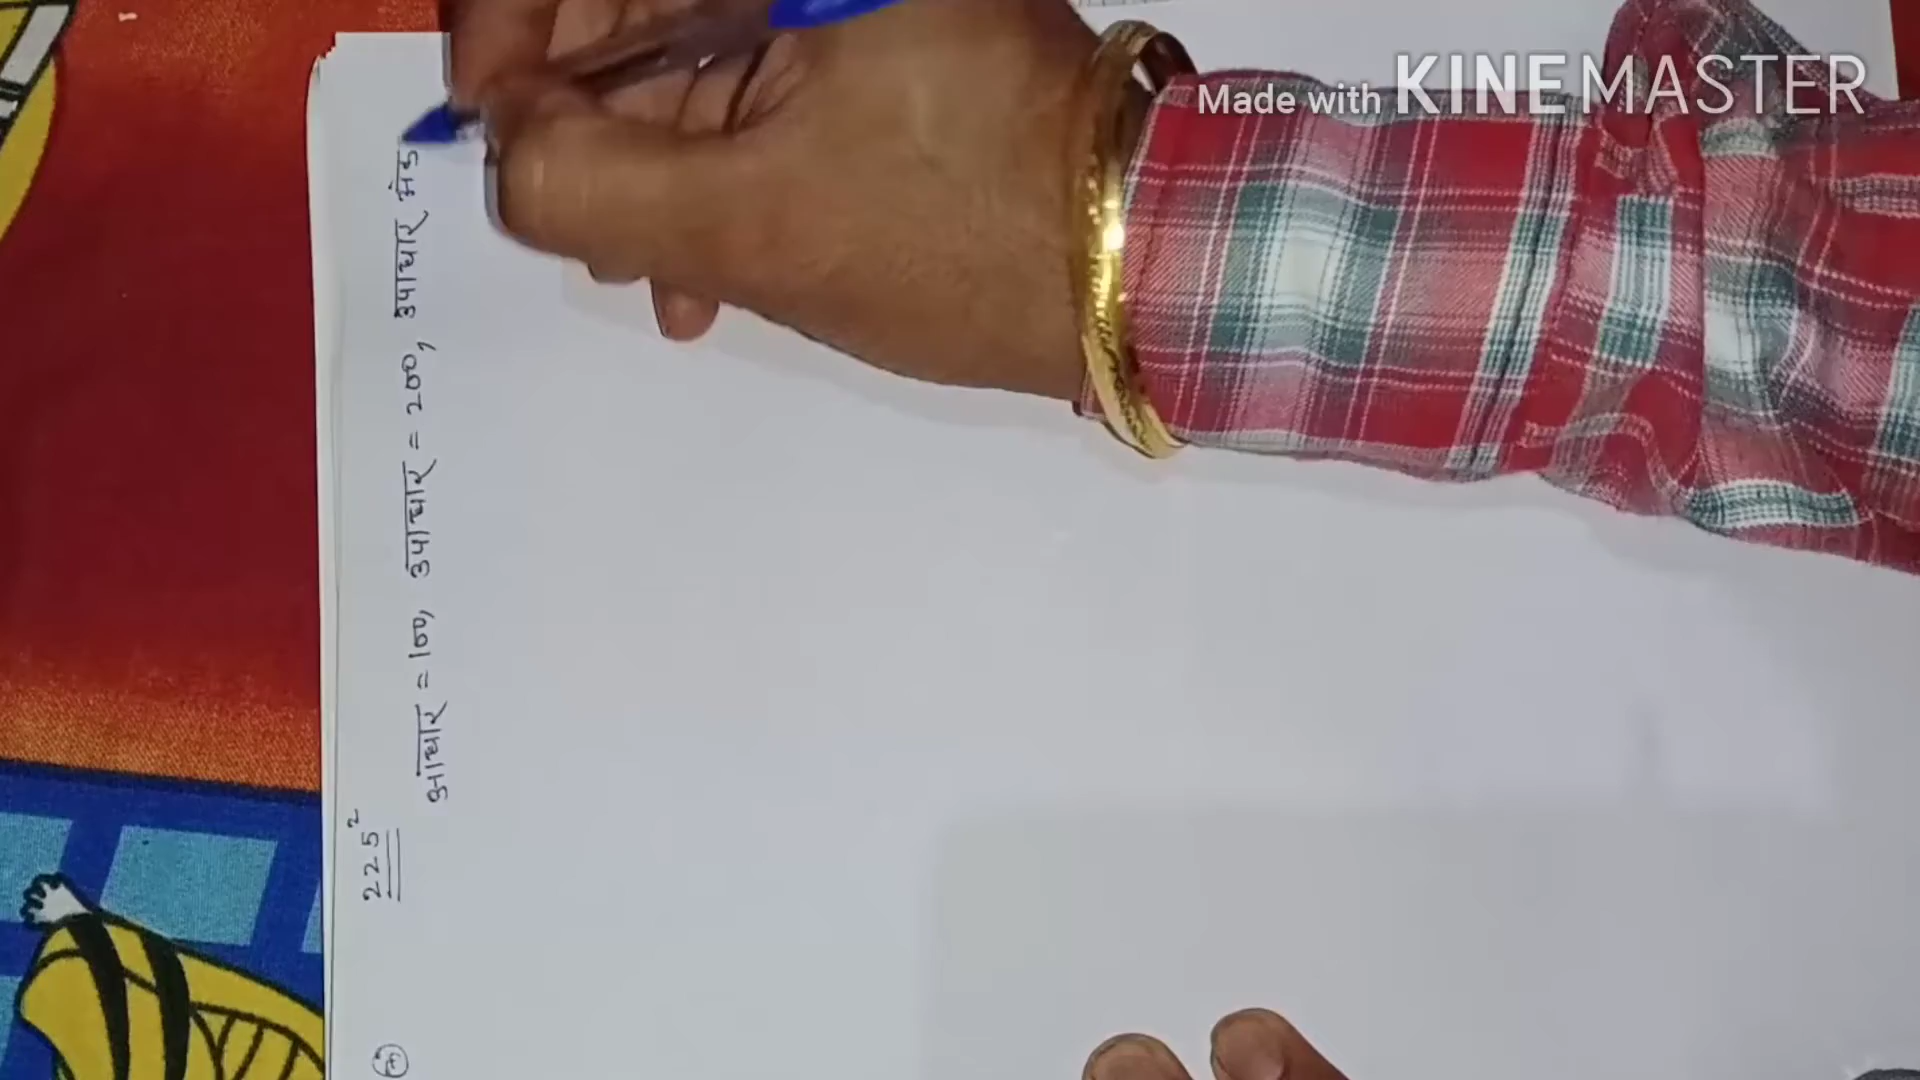 Made with KINEMASTER
225²
आधार = 100, उपाधार = 200, उपाधार अंक